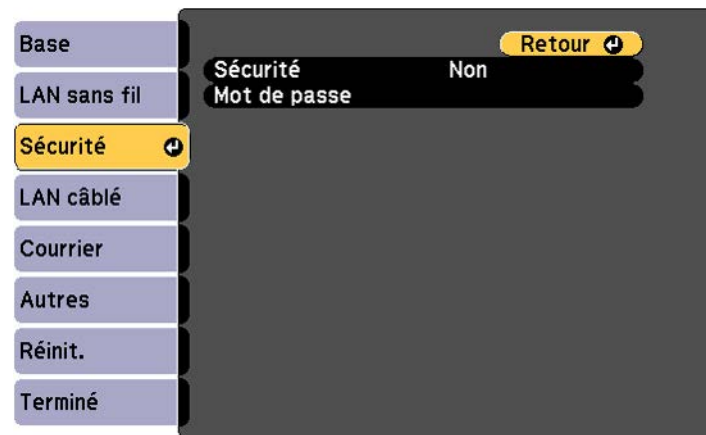 Base
LAN sans fil
Sécurité
LAN câblé
Courrier
Autres
Réinit.
Terminé
Retour
Sécurité Non
Mot de passe